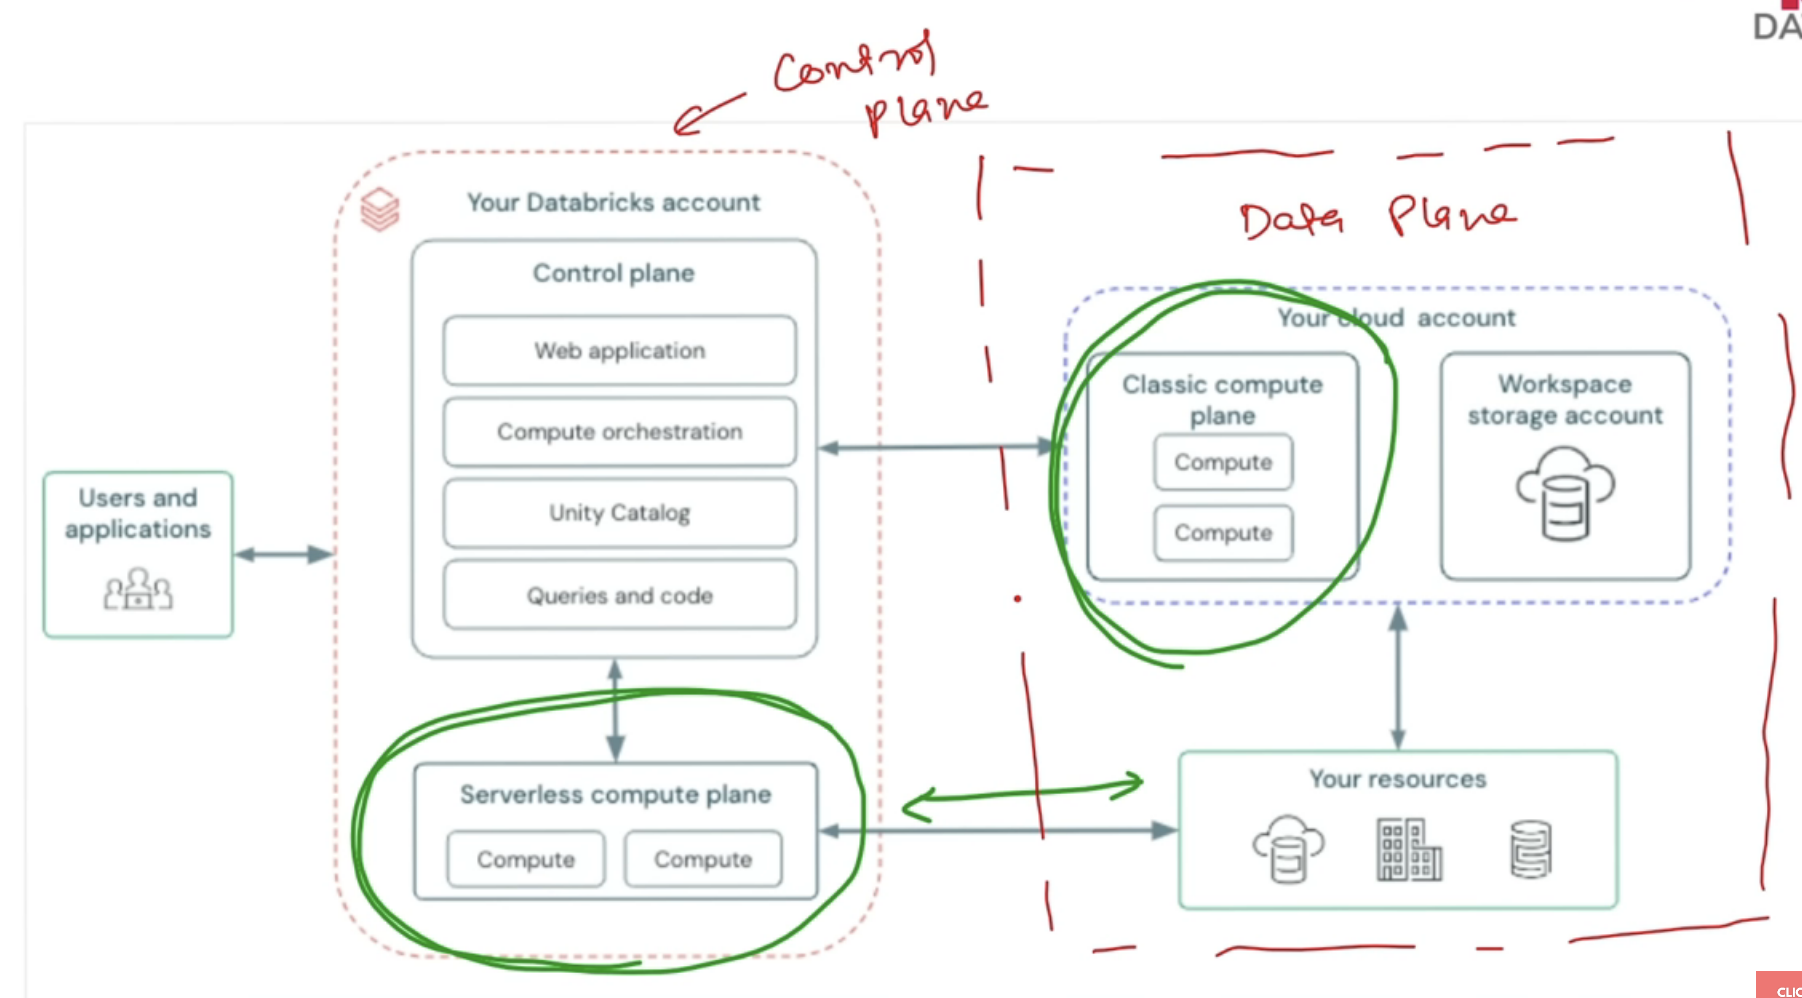 DA
Control
plane
Data Plane
Your Databricks account
Control plane
Web application
Compute orchestration
Unity Catalog
Queries and code
Users and
applications
Serverless compute plane
Compute
Compute
Your cloud account
Classic compute
plane
Compute
Compute
Workspace
storage account
Your resources
CLIC